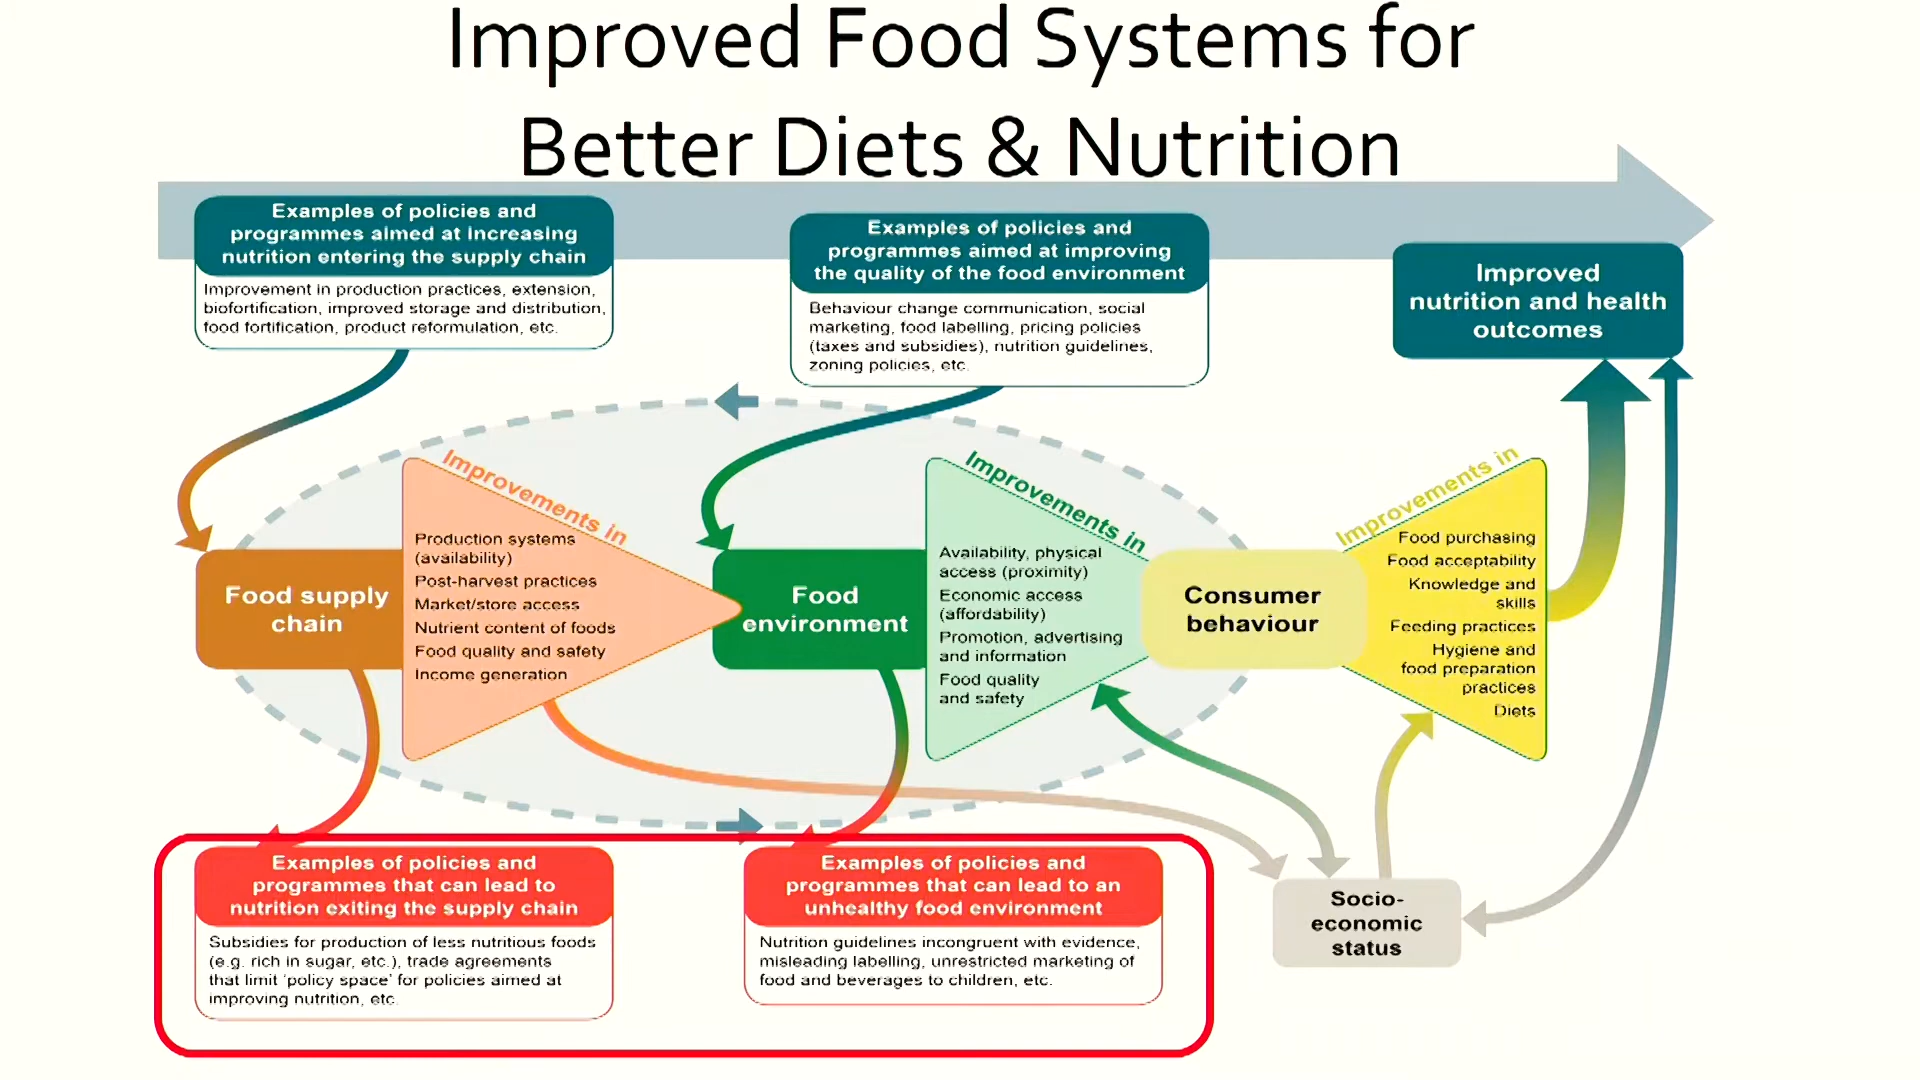 Improved Food Systems for
Better Diets & Nutrition
Examples of policies and
programmes aimed at increasing
nutrition entering the supply chain
Improvement in production practices, extension,
biofortification, improved storage and distribution,
food fortification, product reformulation, etc.
Examples of policies and
programmes aimed at improving
the quality of the food environment
Behaviour change communication, social
marketing, food labelling, pricing policies
(taxes and subsidies), nutrition guidelines,
zoning policies, etc.
Improved
nutrition and health
outcomes
Food supply
chain
Improvements in
Production systems
(availability)
Post-harvest practices
Market/store access
Nutrient content of foods
Food quality and safety
Income generation
Food
environment
Improvements in
Availability, physical
access (proximity)
Economic access
(affordability)
Promotion, advertising
and information
Food quality
and safety
Consumer
behaviour
Improvements in
Food purchasing
Food acceptability
Knowledge and
skills
Feeding practices
Hygiene and
food preparation
practices
Diets
Examples of policies and
programmes that can lead to
nutrition exiting the supply chain
Subsidies for production of less nutritious foods
(e.g. rich in sugar, etc.), trade agreements
that limit ‘policy space’ for policies aimed at
improving nutrition, etc.
Examples of policies and
programmes that can lead to an
unhealthy food environment
Nutrition guidelines incongruent with evidence,
misleading labelling, unrestricted marketing of
food and beverages to children, etc.
Socio-
economic
status